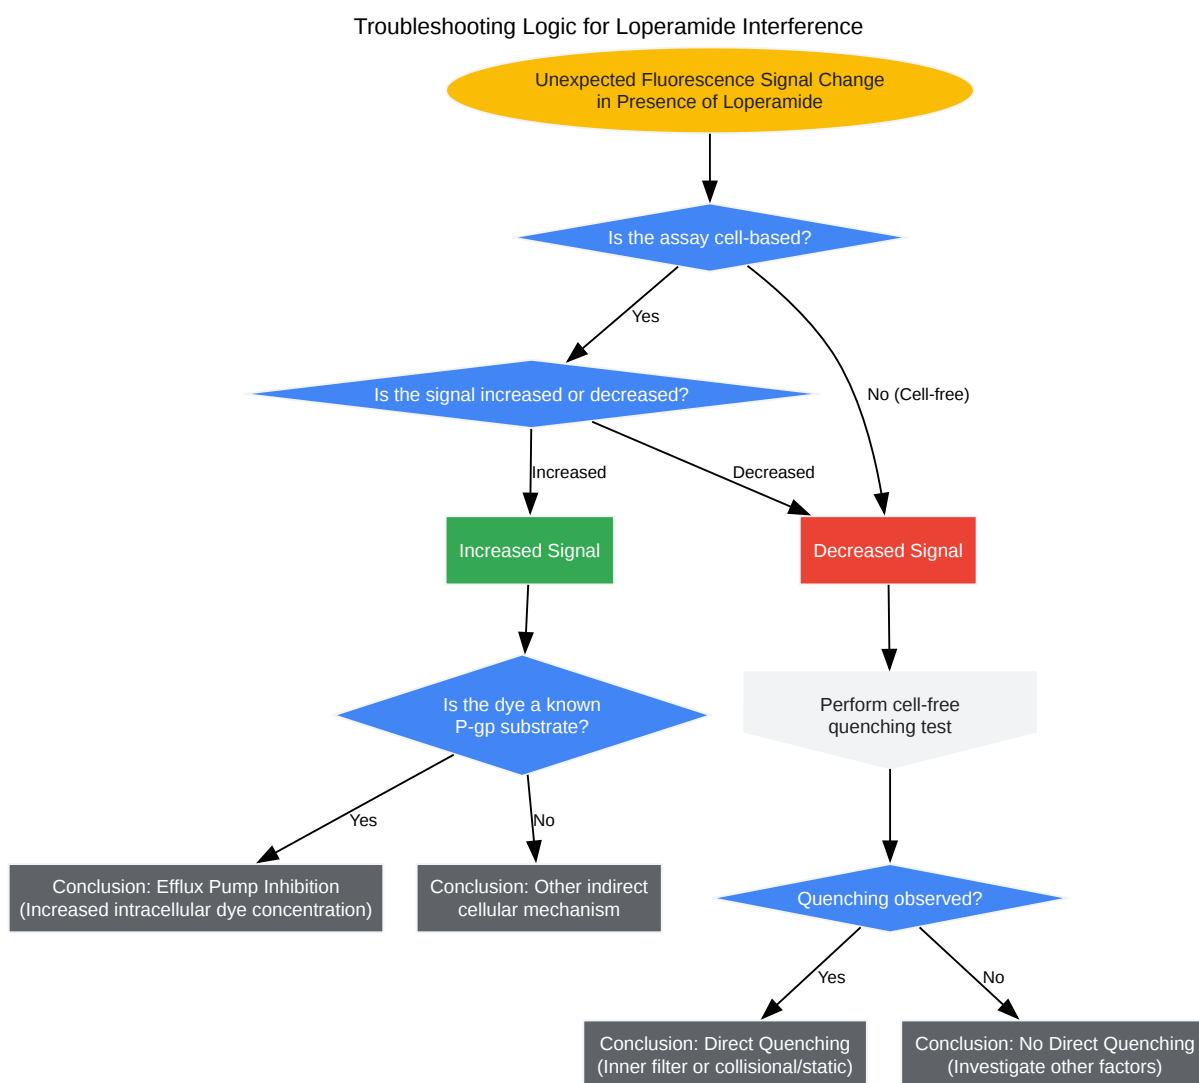 Troubleshooting Logic for Loperamide Interference
Unexpected Fluorescence Signal Change
in Presence of Loperamide
Is the assay cell-based?
Yes
No (Cell-free)
Is the signal increased or decreased?
Increased
Decreased
Increased Signal
Decreased Signal
Is the dye a known
P-gp substrate?
Perform cell-free
quenching test
Yes
No
Conclusion: Efflux Pump Inhibition
(Increased intracellular dye concentration)
Conclusion: Other indirect
cellular mechanism
Quenching observed?
Yes
No
Conclusion: Direct Quenching
(Inner filter or collisional/static)
Conclusion: No Direct Quenching
(Investigate other factors)